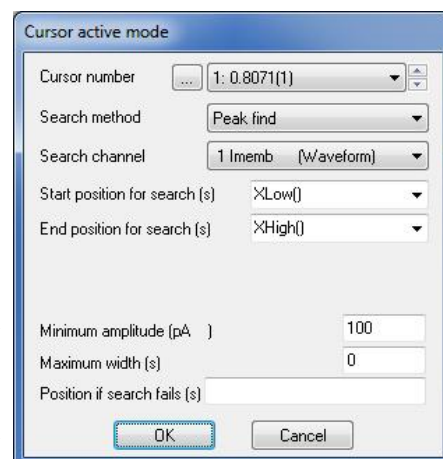 Cursor active mode
Cursor number ... 1: 0.8071(1)
Search method Peak find
Search channel 1 Imemb (Waveform)
Start position for search (s) XLow()
End position for search (s) XHigh()
Minimum amplitude (pA ) 100
Maximum width (s) 0
Position if search fails (s)
OK Cancel